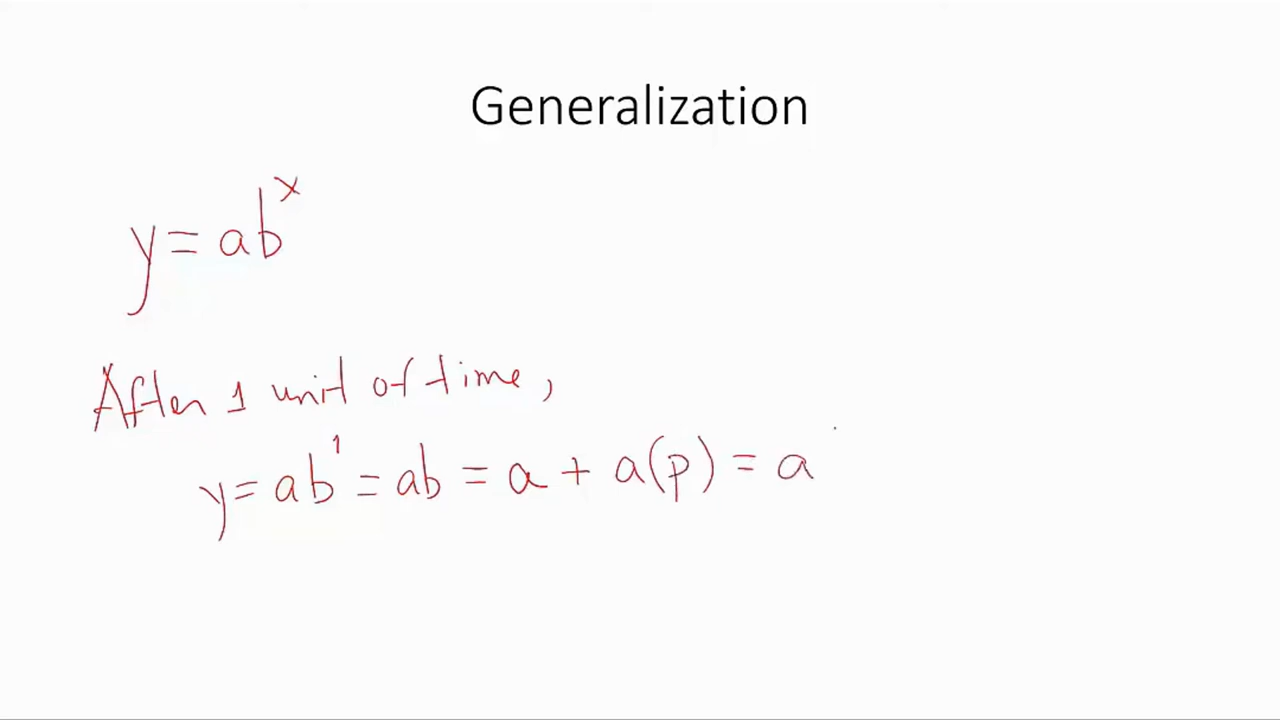 Generalization
y = ab^x
After 1 unit of time,
y = ab^1 = ab = a + a(p) = a